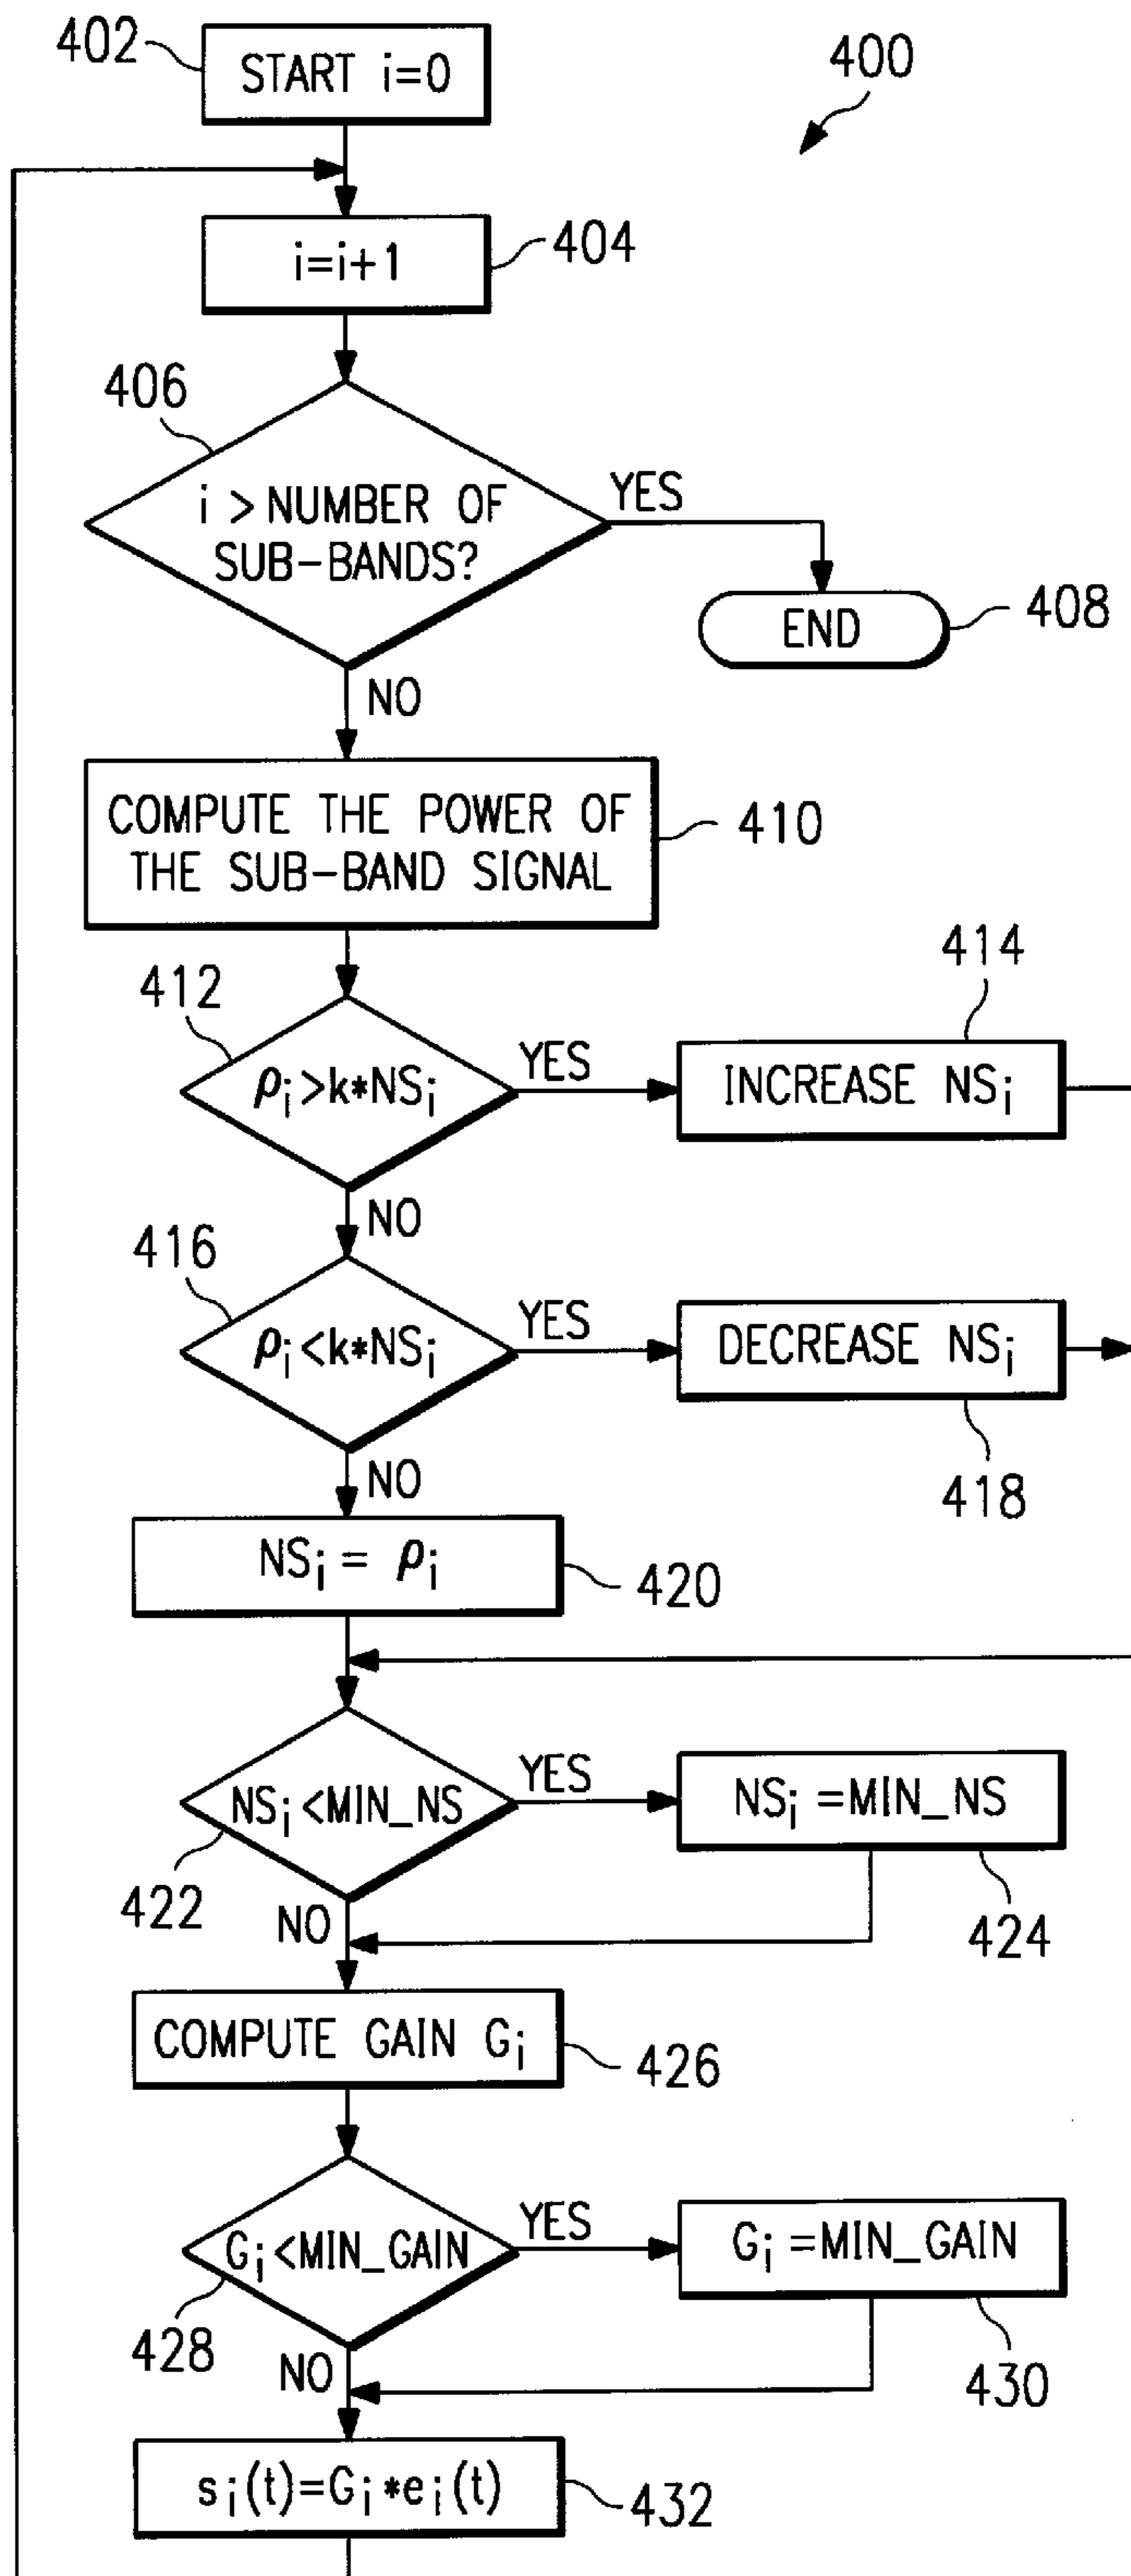 402
START i=0
400
i=i+1
404
406
i > NUMBER OF
SUB-BANDS?
YES
END
408
NO
COMPUTE THE POWER OF
THE SUB-BAND SIGNAL
410
412
ρi>k*NSi
YES
414
INCREASE NSi
NO
416
ρi<k*NSi
YES
DECREASE NSi
418
NO
NSi = ρi
420
NSi<MIN_NS
YES
NSi=MIN_NS
422
NO
424
COMPUTE GAIN Gi
426
Gi<MIN_GAIN
YES
Gi=MIN_GAIN
428
NO
430
si(t)=Gi*ei(t)
432